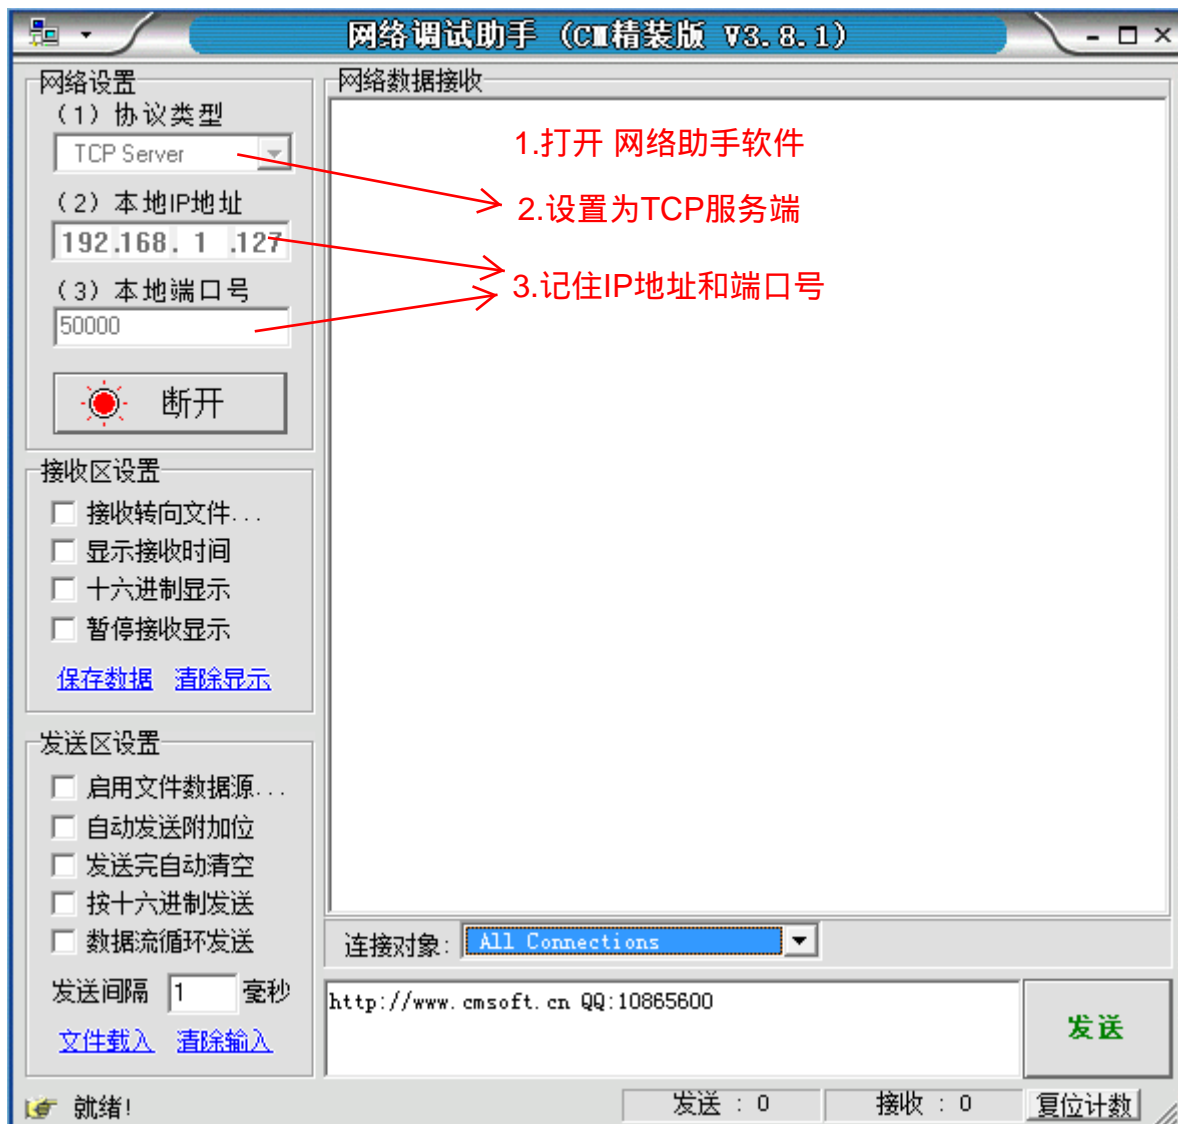 网络调试助手 (CM精装版 V3.8.1)
网络设置
(1) 协议类型
TCP Server
(2) 本地IP地址
192.168. 1 .127
(3) 本地端口号
50000
断开
接收区设置
接收转向文件...
显示接收时间
十六进制显示
暂停接收显示
保存数据 清除显示
发送区设置
启用文件数据源...
自动发送附加位
发送完自动清空
按十六进制发送
数据流循环发送
发送间隔 1 毫秒
文件载入 清除输入
网络数据接收
1.打开 网络助手软件
2.设置为TCP服务端
3.记住IP地址和端口号
连接对象: All Connections
http://www.cmsoft.cn QQ:10865600
发送
就绪!
发送 : 0
接收 : 0
复位计数